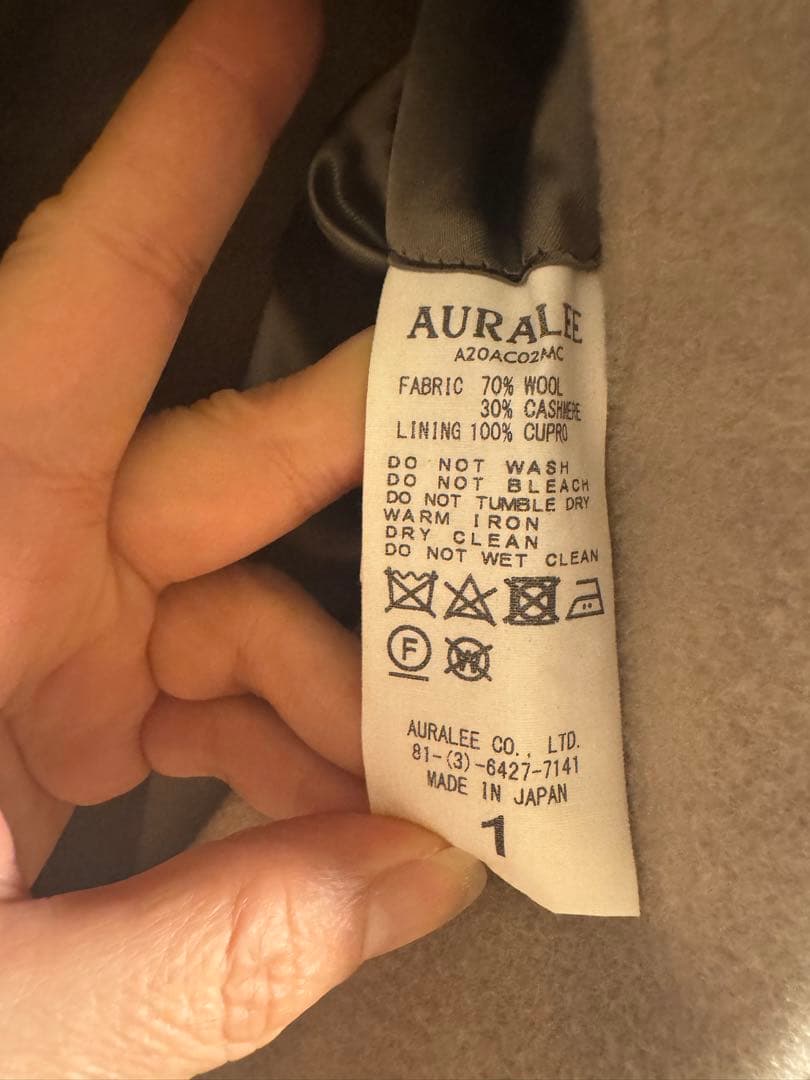 AURALEE
A20AC02MC
FABRIC 70% WOOL
30% CASHMERE
LINING 100% CUPRO
DO NOT WASH
DO NOT BLEACH
DO NOT TUMBLE DRY
WARM IRON
DRY CLEAN
DO NOT WET CLEAN
F
W
AURALEE CO., LTD.
81-(3)-6427-7141
MADE IN JAPAN
1